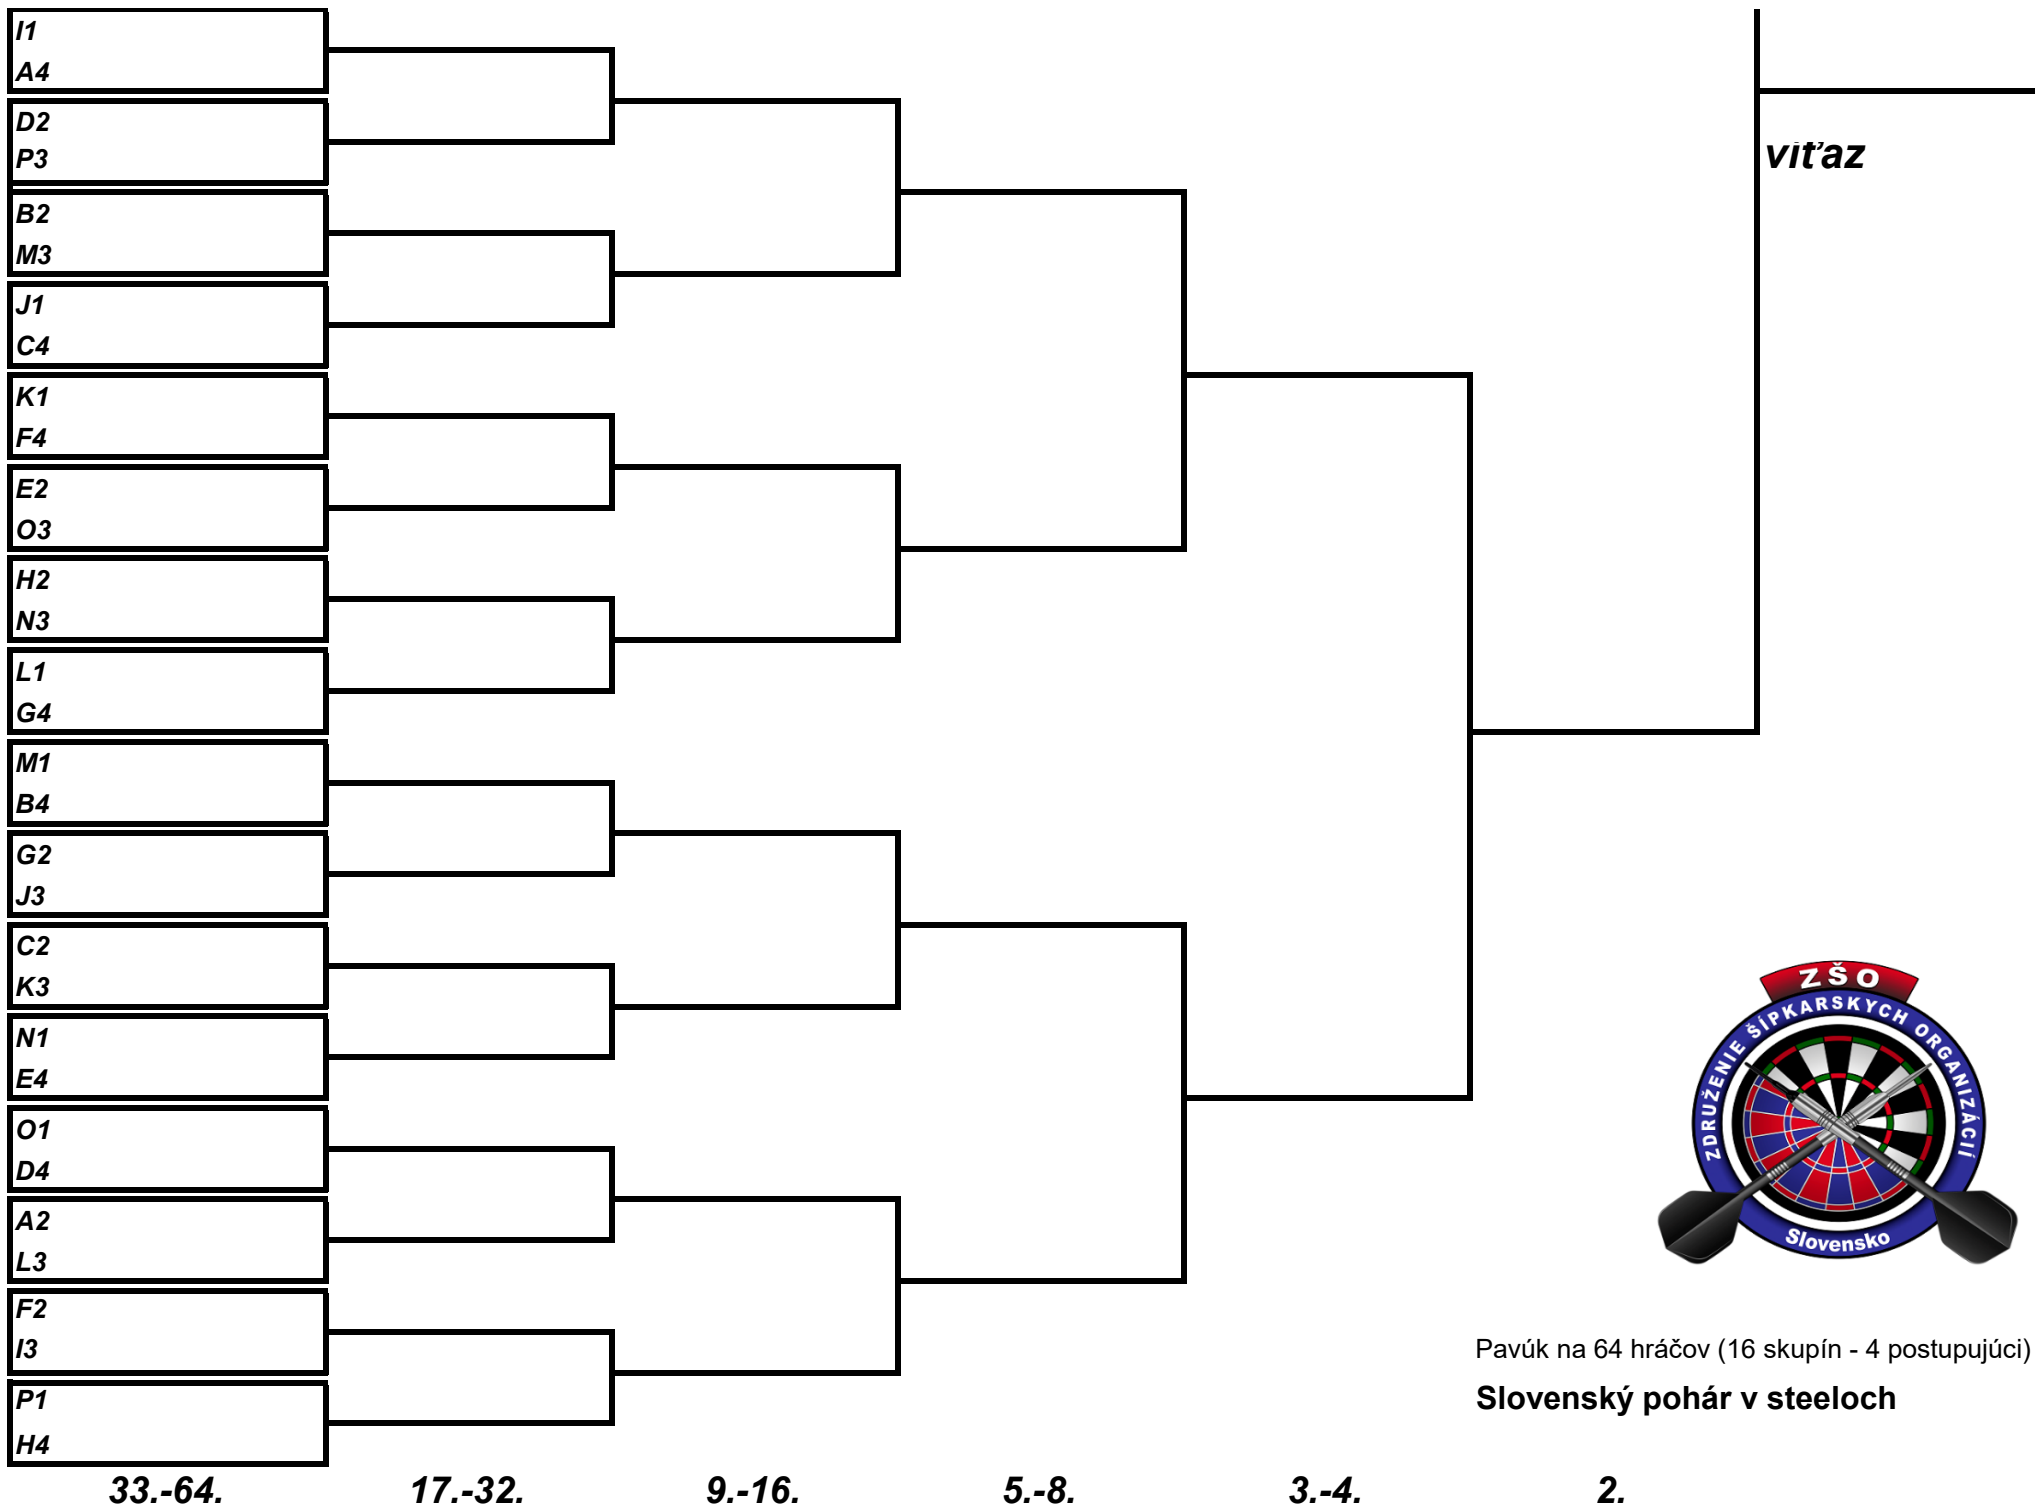 I1
A4
D2
P3
víťaz
B2
M3
J1
C4
K1
F4
E2
O3
H2
N3
L1
G4
M1
B4
G2
J3
C2
K3
N1
E4
O1
D4
A2
L3
F2
I3
P1
H4
ZŠO
ZDRUŽENIE ŠÍPKARSKYCH ORGANIZÁCIÍ
Slovensko
Pavúk na 64 hráčov (16 skupín - 4 postupujúci)
Slovenský pohár v steeloch
33.-64. 17.-32. 9.-16. 5.-8. 3.-4. 2.